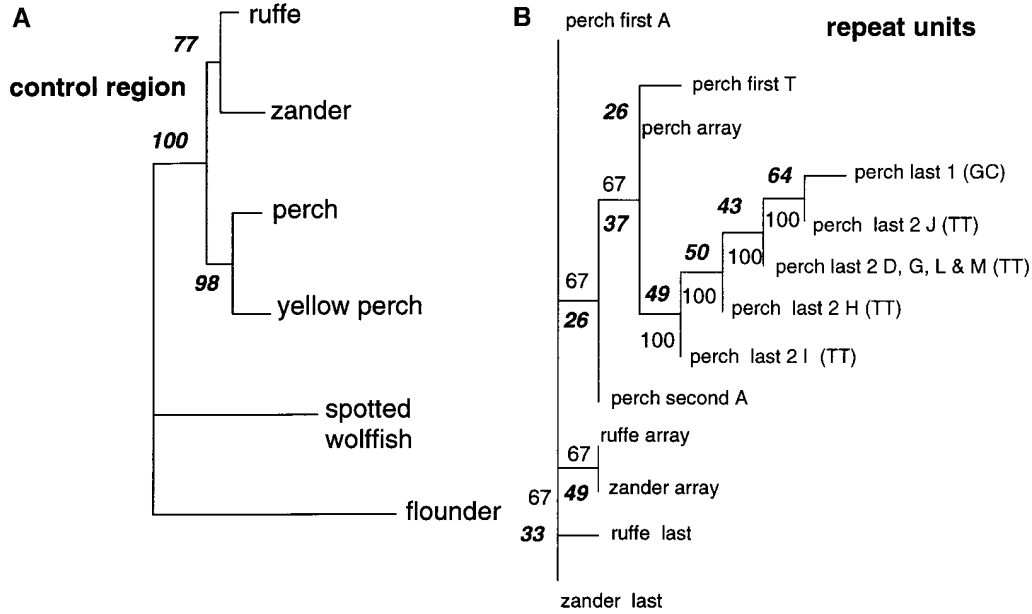 A
ruffe
77
control region
zander
100
perch
98
yellow perch
spotted
wolffish
flounder
B
perch first A
repeat units
perch first T
26
perch array
67
37
64
perch last 1 (GC)
43
100
perch last 2 J (TT)
50
100
perch last 2 D, G, L & M (TT)
67
26
49
100
perch last 2 H (TT)
100
perch last 2 I (TT)
perch second A
ruffe array
67
49
zander array
67
33
ruffe last
zander last